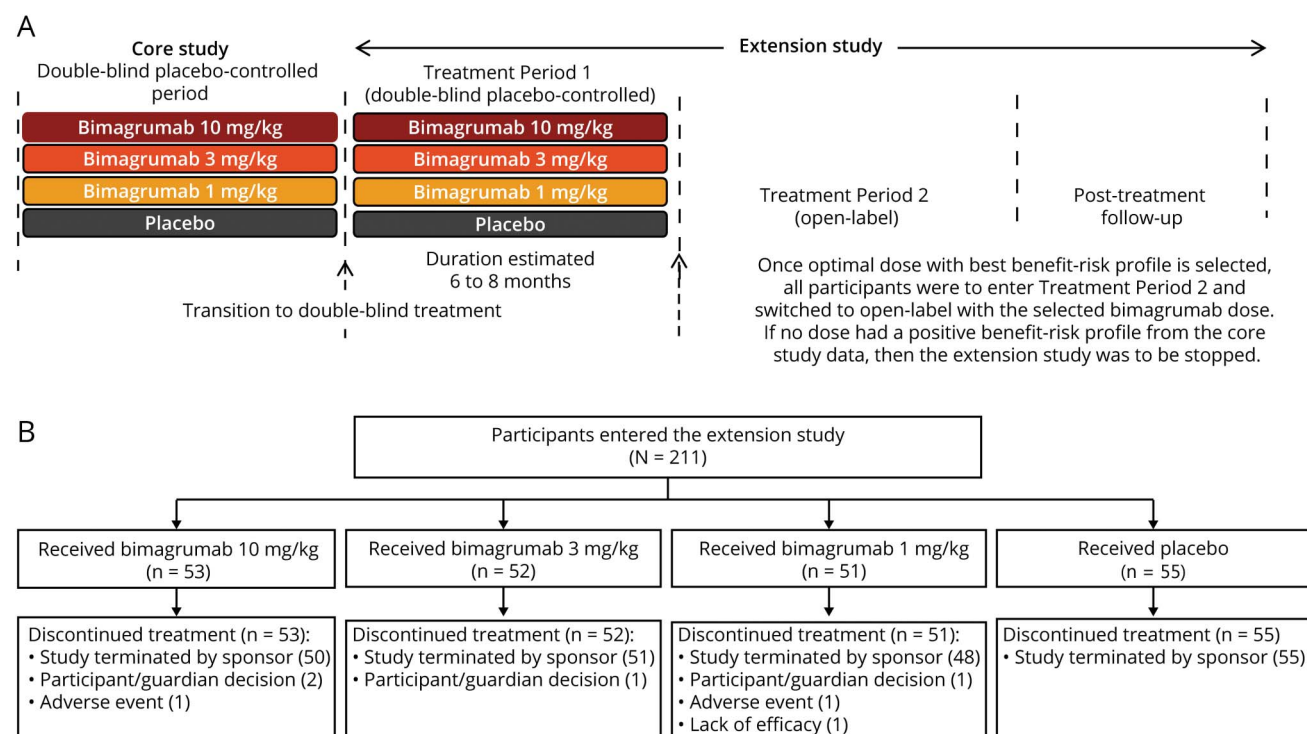 A
Core study
Double-blind placebo-controlled
period
Bimagrumab 10 mg/kg
Bimagrumab 3 mg/kg
Bimagrumab 1 mg/kg
Placebo
Extension study
Treatment Period 1
(double-blind placebo-controlled)
Bimagrumab 10 mg/kg
Bimagrumab 3 mg/kg
Bimagrumab 1 mg/kg
Placebo
Duration estimated
6 to 8 months
Transition to double-blind treatment
Treatment Period 2
(open-label)
Post-treatment
follow-up
Once optimal dose with best benefit-risk profile is selected,
all participants were to enter Treatment Period 2 and
switched to open-label with the selected bimagrumab dose.
If no dose had a positive benefit-risk profile from the core
study data, then the extension study was to be stopped.
B
Participants entered the extension study
(N = 211)
Received bimagrumab 10 mg/kg
(n = 53)
Received bimagrumab 3 mg/kg
(n = 52)
Received bimagrumab 1 mg/kg
(n = 51)
Received placebo
(n = 55)
Discontinued treatment (n = 53):
• Study terminated by sponsor (50)
• Participant/guardian decision (2)
• Adverse event (1)
Discontinued treatment (n = 52):
• Study terminated by sponsor (51)
• Participant/guardian decision (1)
Discontinued treatment (n = 51):
• Study terminated by sponsor (48)
• Participant/guardian decision (1)
• Adverse event (1)
• Lack of efficacy (1)
Discontinued treatment (n = 55)
• Study terminated by sponsor (55)